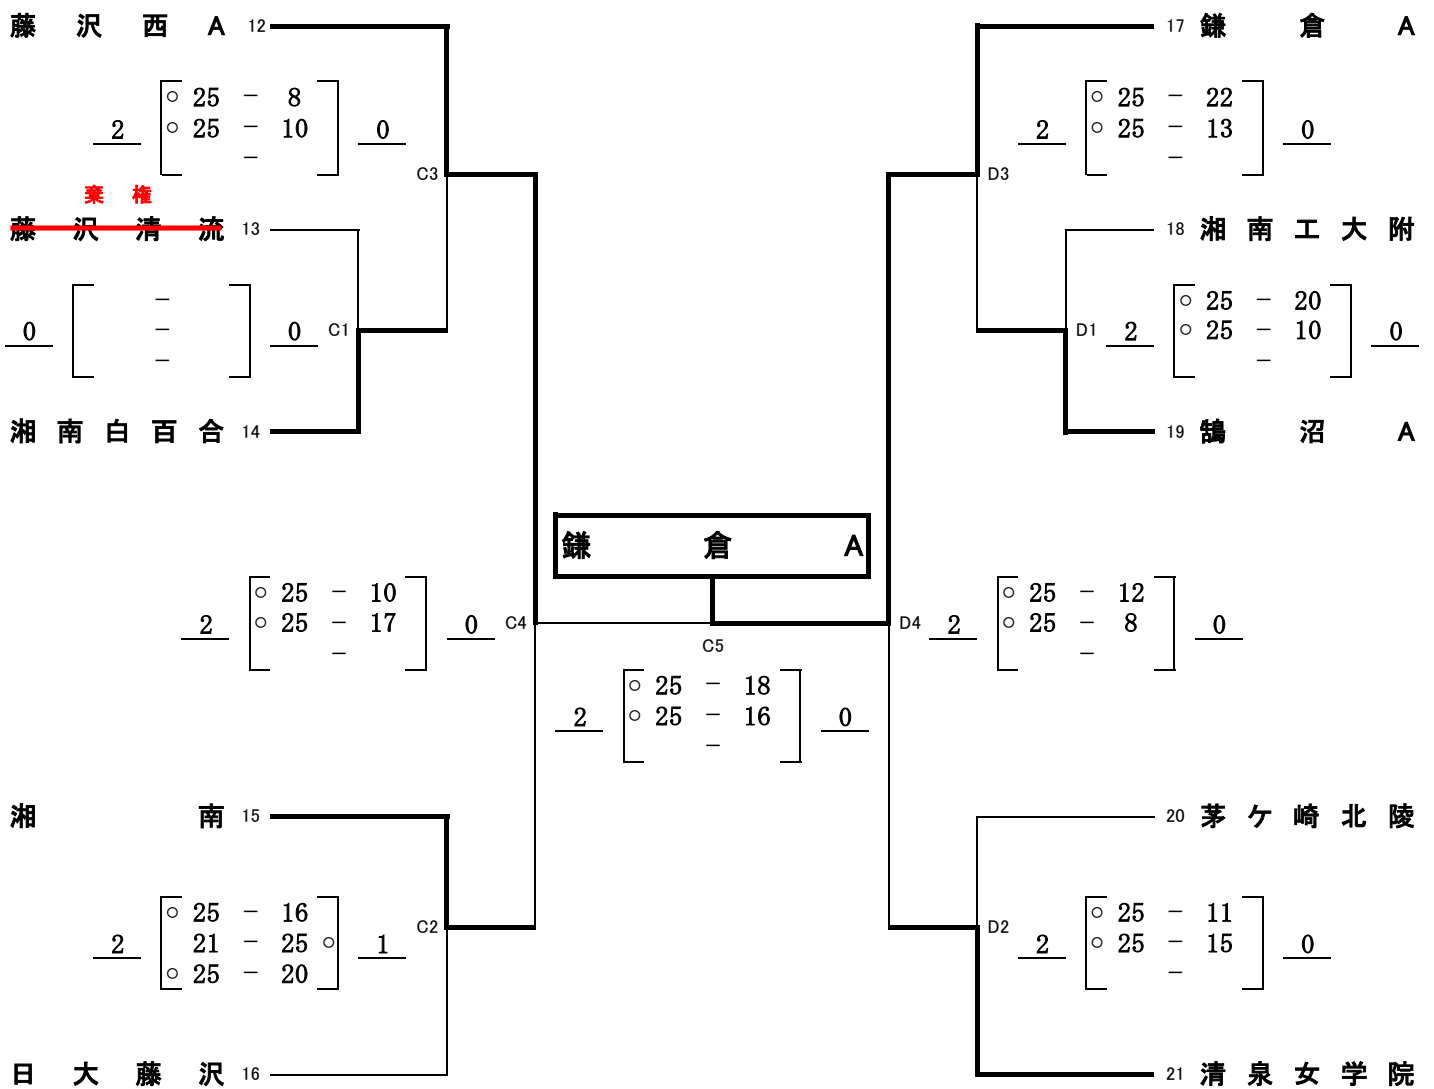 藤沢西A 12
○ 25 - 8
○ 25 - 10
-
2 0
C3
棄権
藤沢清流 13
-
-
-
0 0
C1
湘南白百合 14
○ 25 - 10
○ 25 - 17
-
2 0
C4
湘南 15
○ 25 - 16
21 - 25 ○
○ 25 - 20
2 1
C2
日大藤沢 16
鎌倉A
C5
○ 25 - 18
○ 25 - 16
-
2 0
17 鎌倉A
○ 25 - 22
○ 25 - 13
-
2 0
D3
18 湘南工大附
○ 25 - 20
○ 25 - 10
-
D1 2 0
19 鵠沼A
○ 25 - 12
○ 25 - 8
-
D4 2 0
20 茅ケ崎北陵
○ 25 - 11
○ 25 - 15
-
D2 2 0
21 清泉女学院